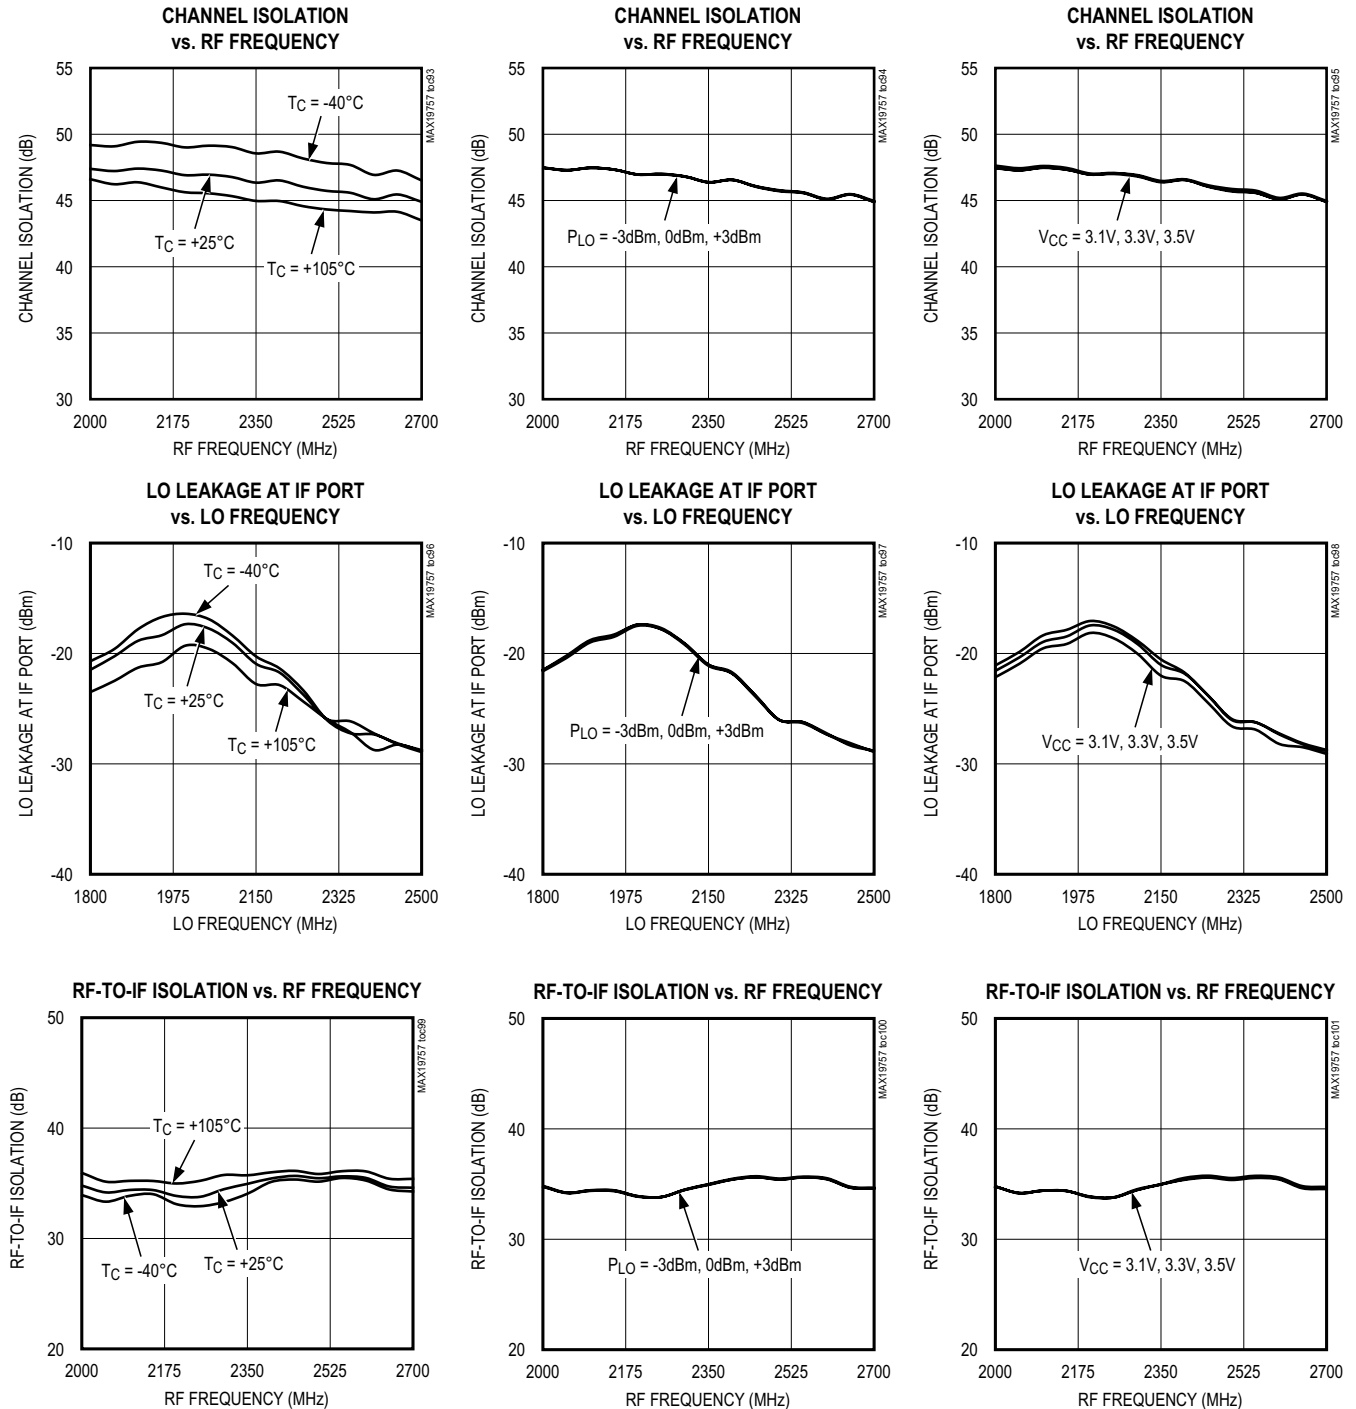 CHANNEL ISOLATION
vs. RF FREQUENCY
CHANNEL ISOLATION (dB)
55
50
45
40
35
30
TC = -40°C
TC = +25°C
TC = +105°C
MAX19757 toc93
2000 2175 2350 2525 2700
RF FREQUENCY (MHz)
CHANNEL ISOLATION
vs. RF FREQUENCY
CHANNEL ISOLATION (dB)
55
50
45
40
35
30
PLO = -3dBm, 0dBm, +3dBm
MAX19757 toc94
2000 2175 2350 2525 2700
RF FREQUENCY (MHz)
CHANNEL ISOLATION
vs. RF FREQUENCY
CHANNEL ISOLATION (dB)
55
50
45
40
35
30
VCC = 3.1V, 3.3V, 3.5V
MAX19757 toc95
2000 2175 2350 2525 2700
RF FREQUENCY (MHz)
LO LEAKAGE AT IF PORT
vs. LO FREQUENCY
LO LEAKAGE AT IF PORT (dBm)
-10
-20
-30
-40
TC = -40°C
TC = +25°C
TC = +105°C
MAX19757 toc96
1800 1975 2150 2325 2500
LO FREQUENCY (MHz)
LO LEAKAGE AT IF PORT
vs. LO FREQUENCY
LO LEAKAGE AT IF PORT (dBm)
-10
-20
-30
-40
PLO = -3dBm, 0dBm, +3dBm
MAX19757 toc97
1800 1975 2150 2325 2500
LO FREQUENCY (MHz)
LO LEAKAGE AT IF PORT
vs. LO FREQUENCY
LO LEAKAGE AT IF PORT (dBm)
-10
-20
-30
-40
VCC = 3.1V, 3.3V, 3.5V
MAX19757 toc98
1800 1975 2150 2325 2500
LO FREQUENCY (MHz)
RF-TO-IF ISOLATION vs. RF FREQUENCY
RF-TO-IF ISOLATION (dB)
50
40
30
20
TC = +105°C
TC = -40°C
TC = +25°C
MAX19757 toc99
2000 2175 2350 2525 2700
RF FREQUENCY (MHz)
RF-TO-IF ISOLATION vs. RF FREQUENCY
RF-TO-IF ISOLATION (dB)
50
40
30
20
PLO = -3dBm, 0dBm, +3dBm
MAX19757 toc100
2000 2175 2350 2525 2700
RF FREQUENCY (MHz)
RF-TO-IF ISOLATION vs. RF FREQUENCY
RF-TO-IF ISOLATION (dB)
50
40
30
20
VCC = 3.1V, 3.3V, 3.5V
MAX19757 toc101
2000 2175 2350 2525 2700
RF FREQUENCY (MHz)